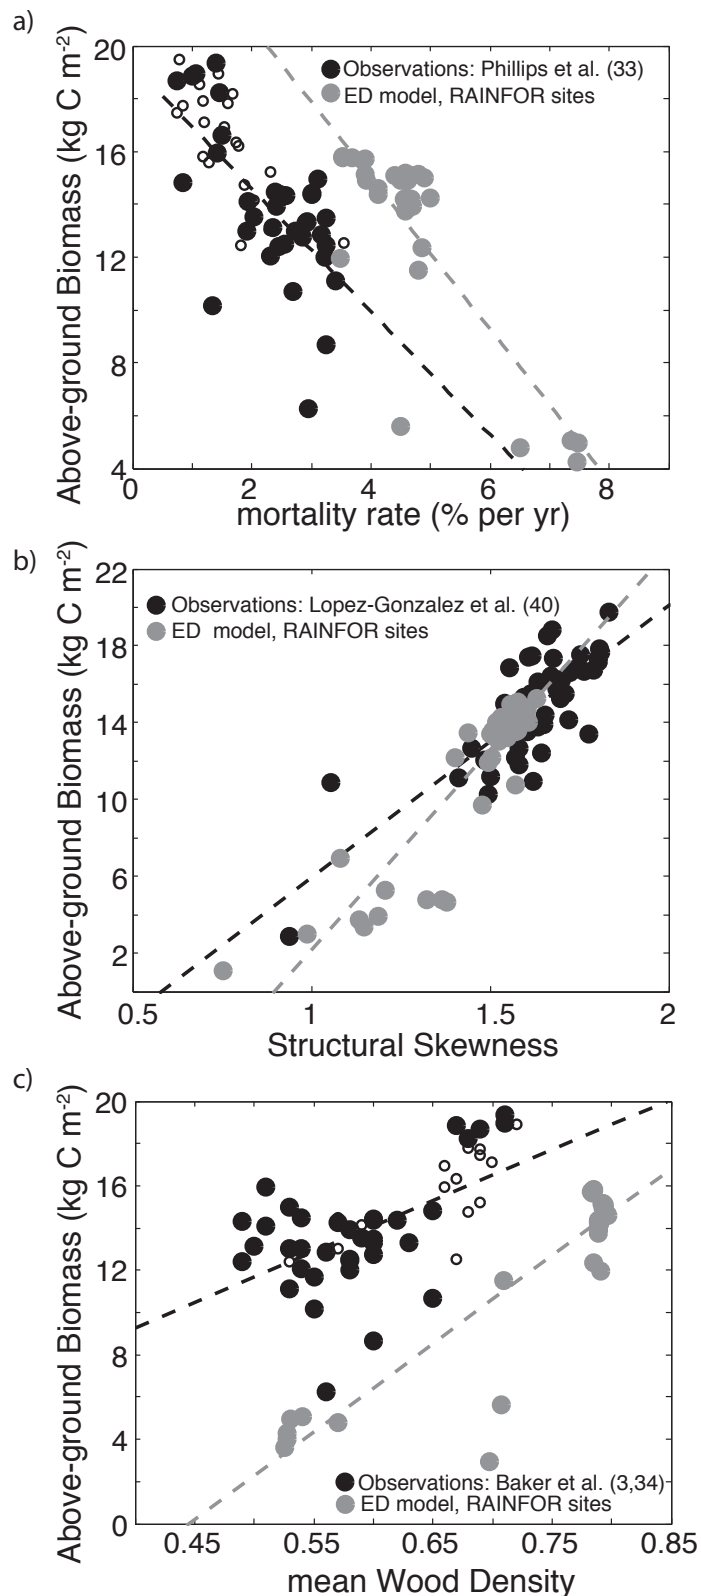 a)
Above-ground Biomass (kg C m-2)
20
16
12
8
4
Observations: Phillips et al. (33)
ED model, RAINFOR sites
0 2 4 6 8
mortality rate (% per yr)
b)
Above-ground Biomass (kg C m-2)
22
18
14
10
6
2
Observations: Lopez-Gonzalez et al. (40)
ED model, RAINFOR sites
0.5 1 1.5 2
Structural Skewness
c)
Above-ground Biomass (kg C m-2)
20
16
12
8
4
0
Observations: Baker et al. (3,34)
ED model, RAINFOR sites
0.45 0.55 0.65 0.75 0.85
mean Wood Density